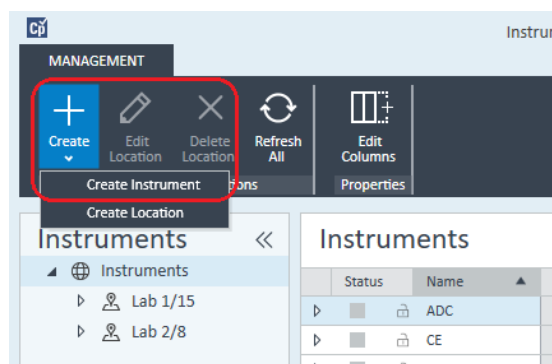 Cp
Instru
MANAGEMENT
Create
Edit
Location
Delete
Location
Refresh
All
Edit
Columns
Create Instrument
ons
Properties
Create Location
Instruments
Instruments
Instruments
Status
Name
Lab 1/15
ADC
Lab 2/8
CE